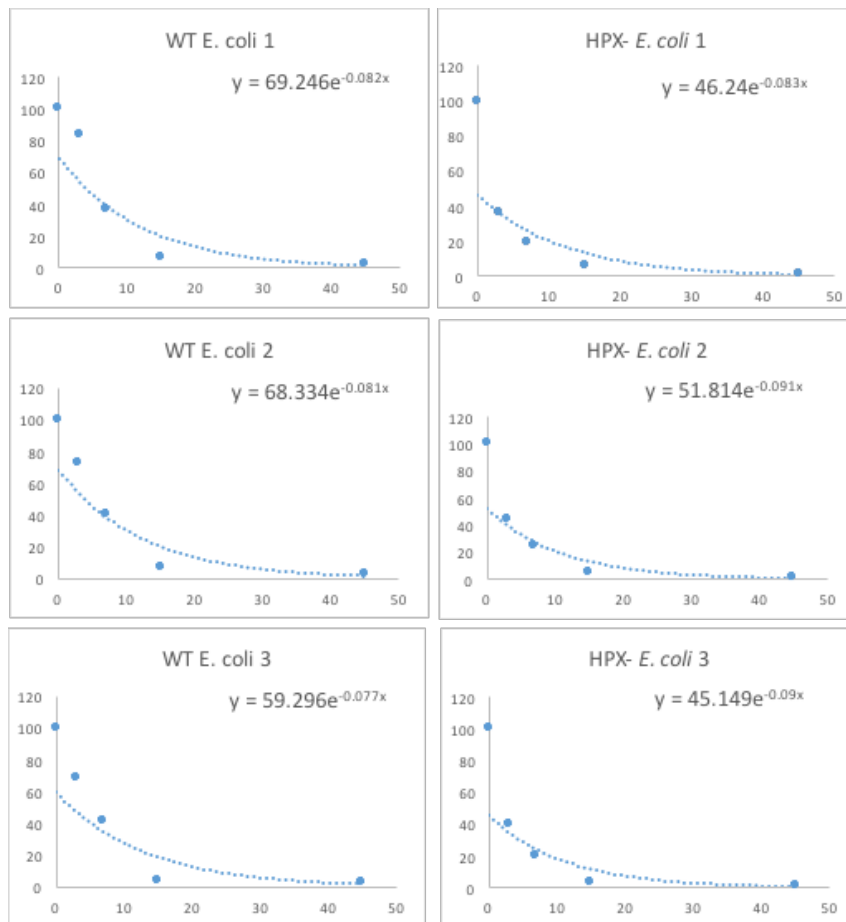 WT E. coli 1
y = 69.246e^-0.082x
120
100
80
60
40
20
0
0 10 20 30 40 50
HPX- E. coli 1
y = 46.24e^-0.083x
120
100
80
60
40
20
0
0 10 20 30 40 50
WT E. coli 2
y = 68.334e^-0.081x
120
100
80
60
40
20
0
0 10 20 30 40 50
HPX- E. coli 2
y = 51.814e^-0.091x
120
100
80
60
40
20
0
0 10 20 30 40 50
WT E. coli 3
y = 59.296e^-0.077x
120
100
80
60
40
20
0
0 10 20 30 40 50
HPX- E. coli 3
y = 45.149e^-0.09x
120
100
80
60
40
20
0
0 10 20 30 40 50